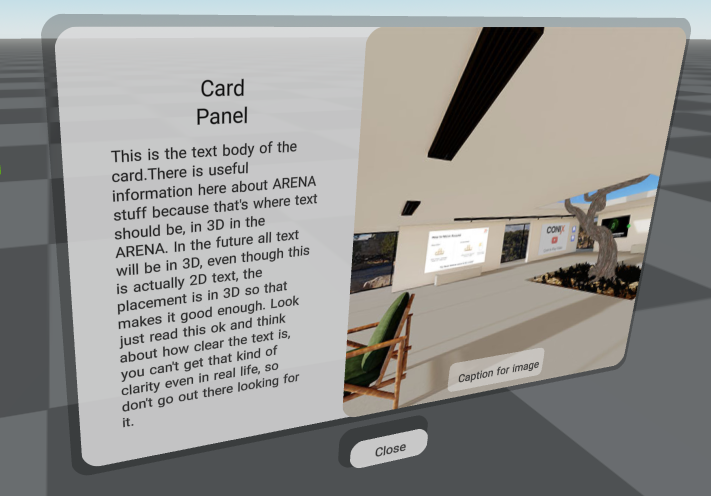 Card
Panel
This is the text body of the
card.There is useful
information here about ARENA
stuff because that's where text
should be, in 3D in the
ARENA. In the future all text
will be in 3D, even though this
is actually 2D text, the
placement is in 3D so that
makes it good enough. Look
just read this ok and think
about how clear the text is,
you can't get that kind of
clarity even in real life, so
don't go out there looking for
it.
CONIX
Caption for image
Close